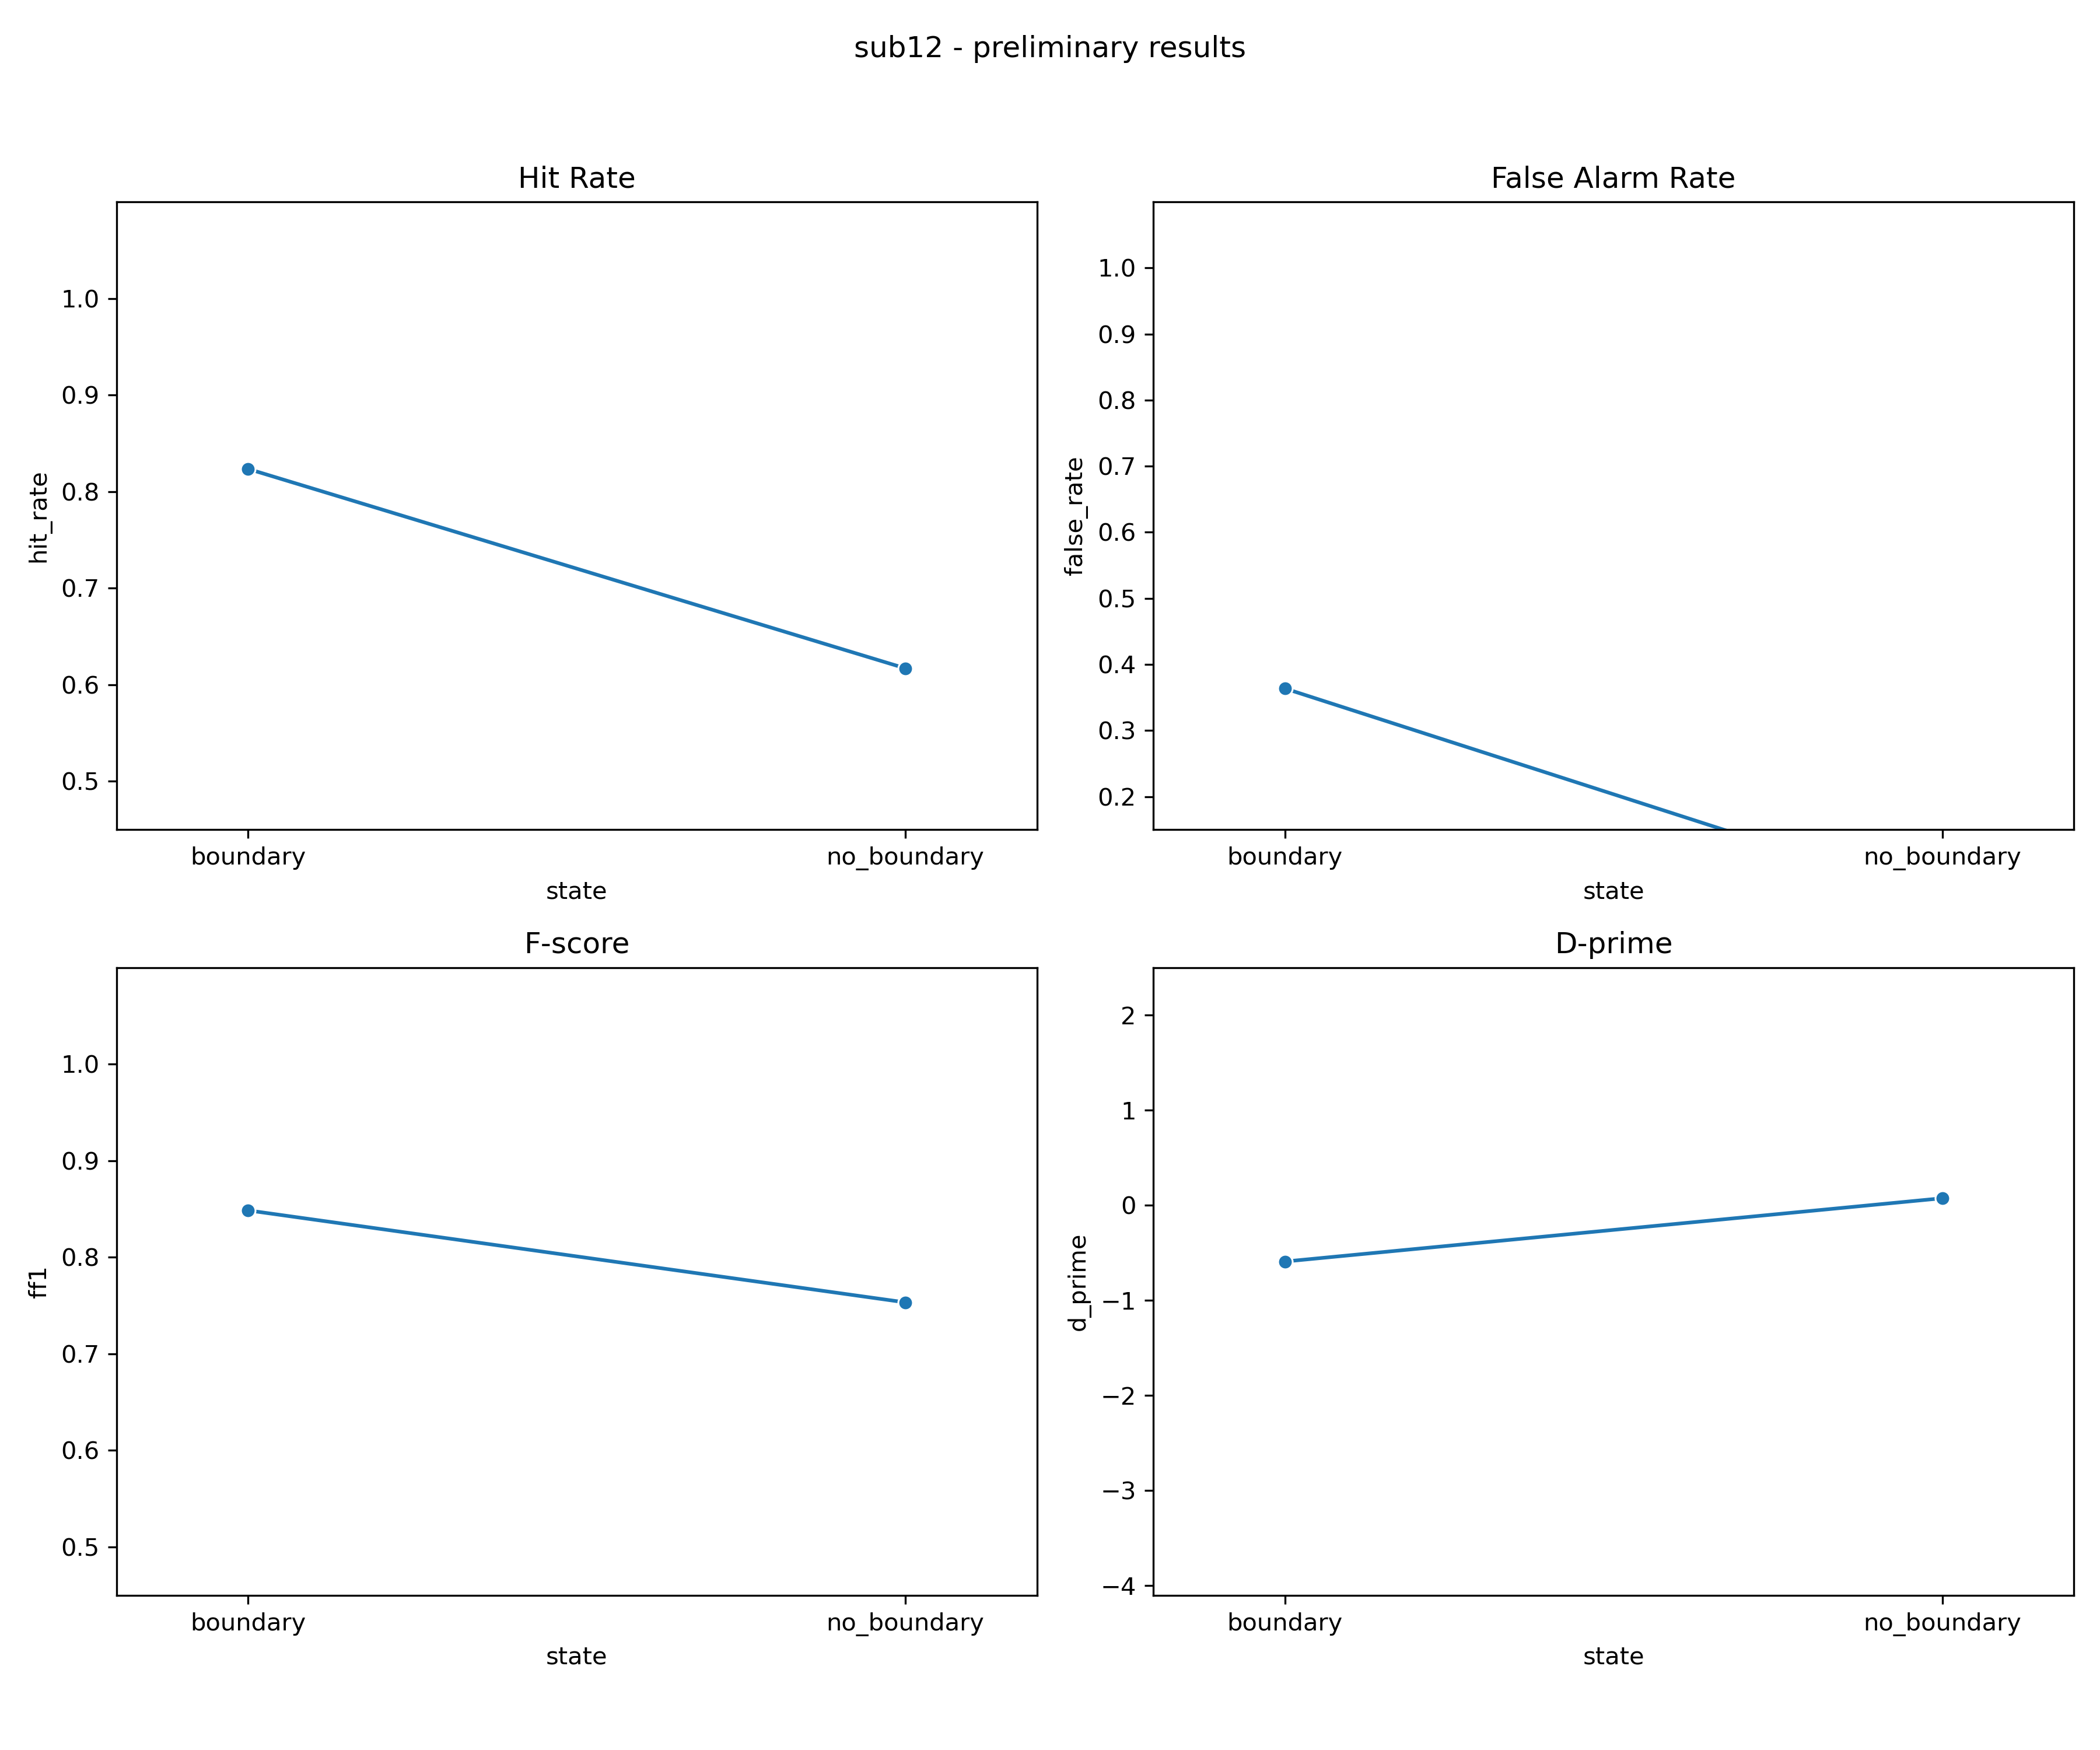 sub12 - preliminary results
Hit Rate
1.0
0.9
0.8
0.7
0.6
0.5
hit_rate
boundary
no_boundary
state
False Alarm Rate
1.0
0.9
0.8
0.7
0.6
0.5
0.4
0.3
0.2
false_rate
boundary
no_boundary
state
F-score
1.0
0.9
0.8
0.7
0.6
0.5
ff1
boundary
no_boundary
state
D-prime
2
1
0
−1
−2
−3
−4
d_prime
boundary
no_boundary
state